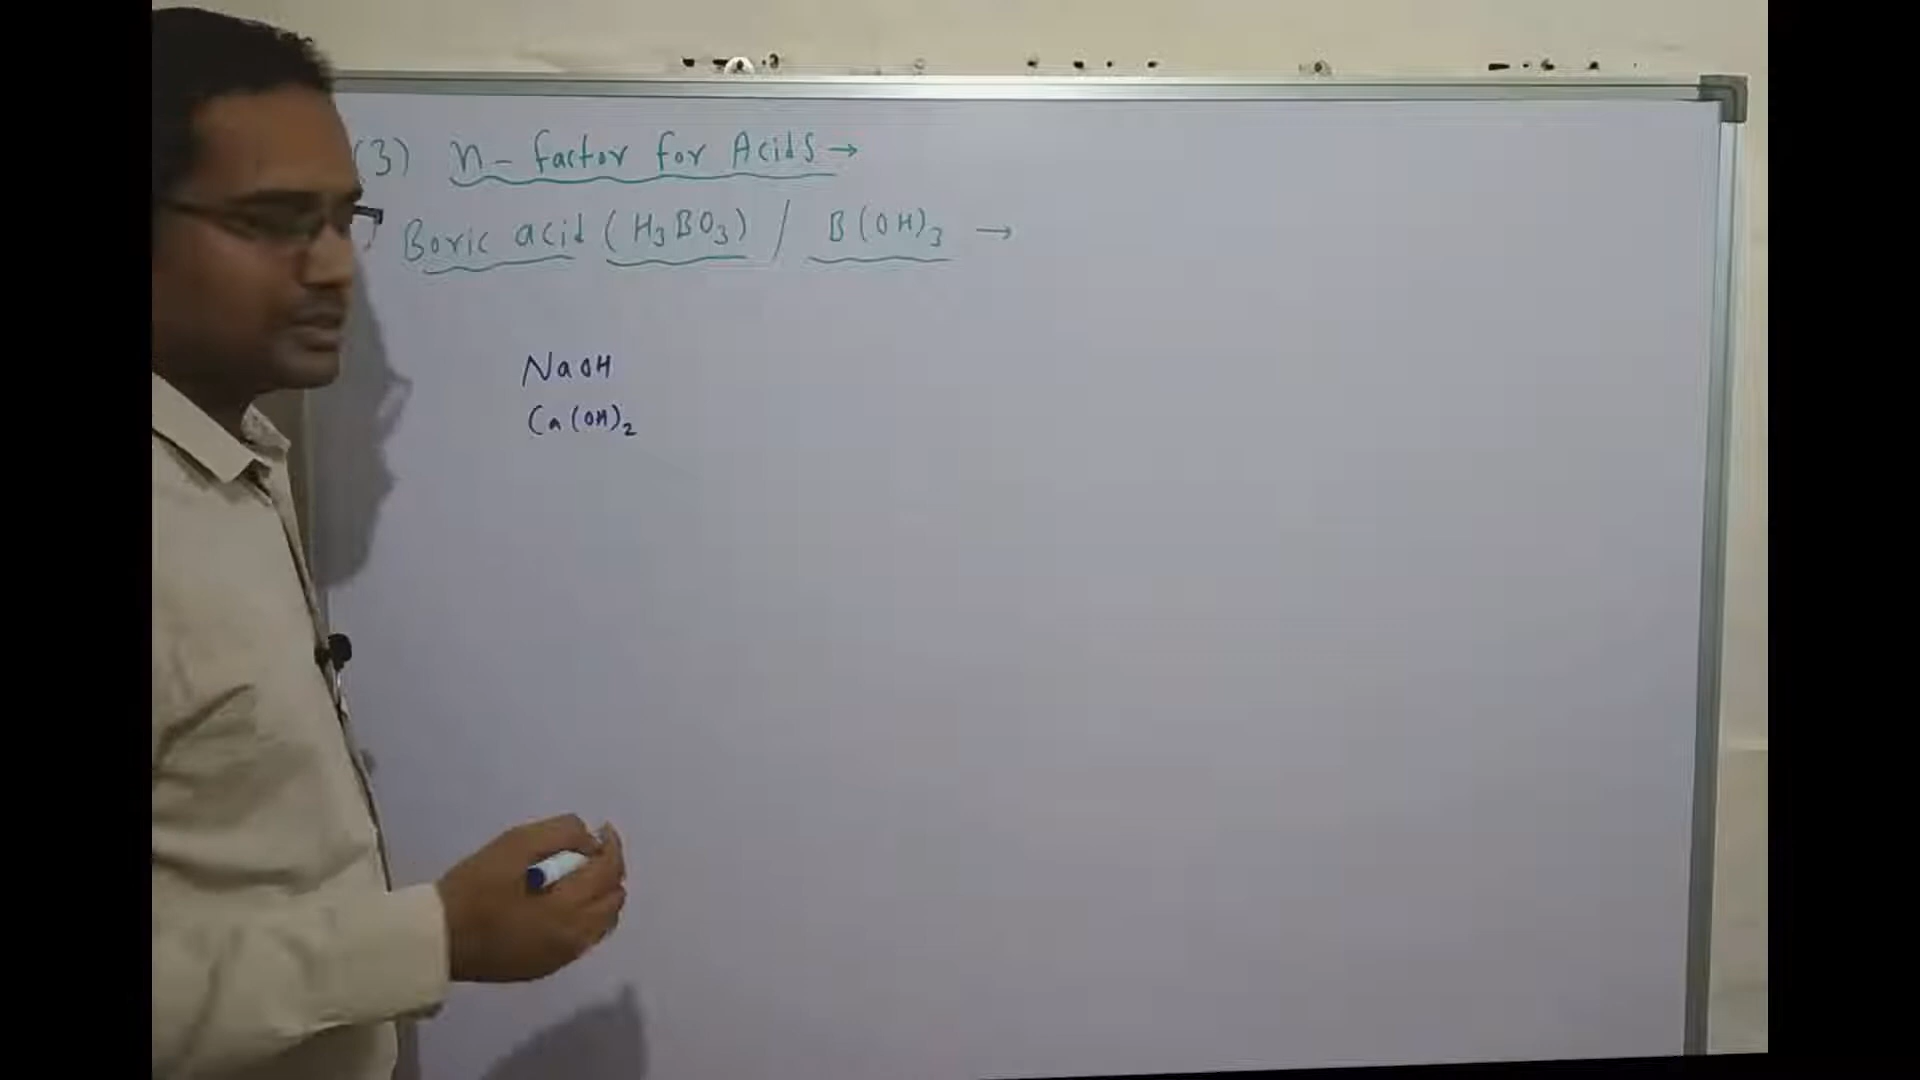 (3) n- factor for Acids →
Boric acid (H₃BO₃) / B(OH)₃ →
NaOH
Ca(OH)₂